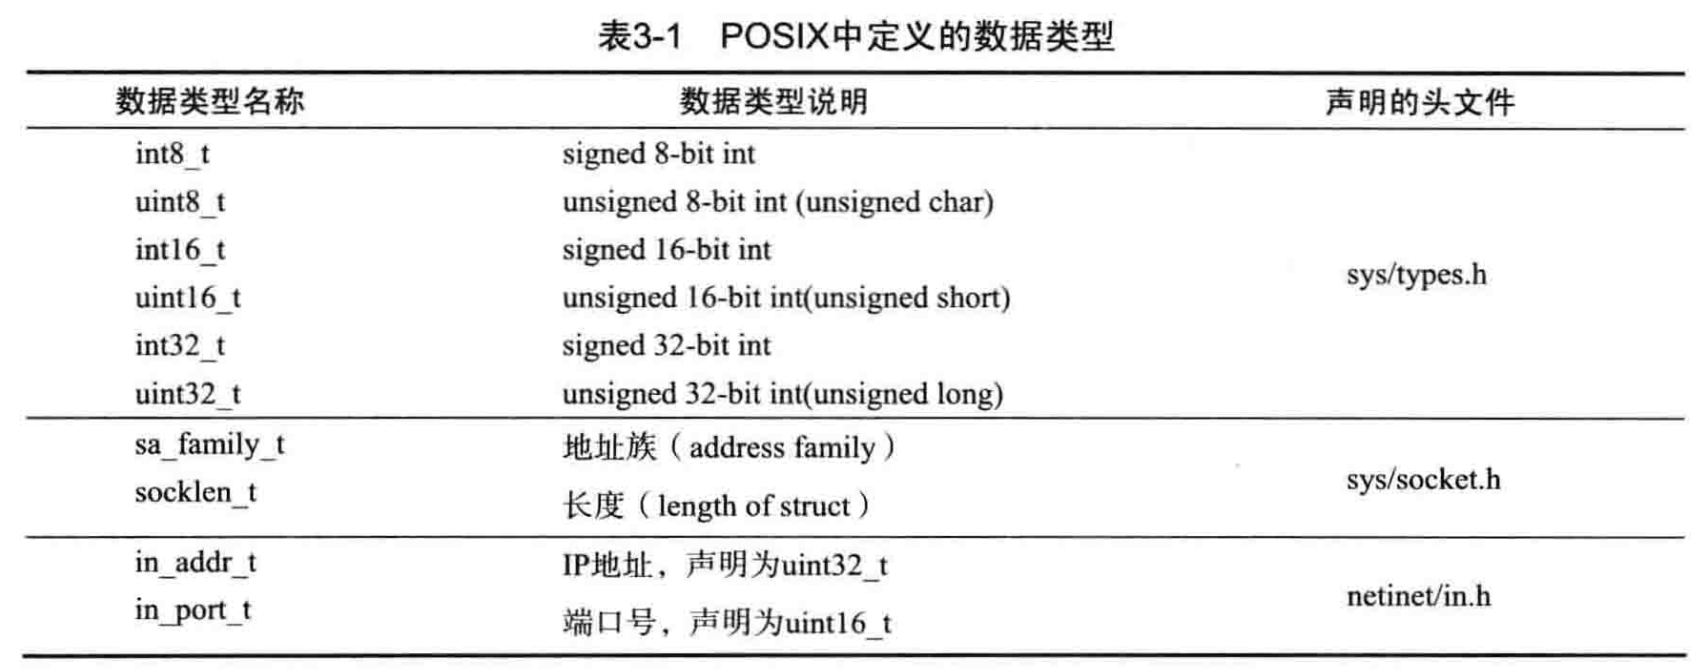 表3-1 POSIX中定义的数据类型
数据类型名称 数据类型说明 声明的头文件
int8_t signed 8-bit int
uint8_t unsigned 8-bit int (unsigned char)
int16_t signed 16-bit int
sys/types.h
uint16_t unsigned 16-bit int(unsigned short)
int32_t signed 32-bit int
uint32_t unsigned 32-bit int(unsigned long)
sa_family_t 地址族（address family）
sys/socket.h
socklen_t 长度（length of struct）
in_addr_t IP地址，声明为uint32_t
netinet/in.h
in_port_t 端口号，声明为uint16_t